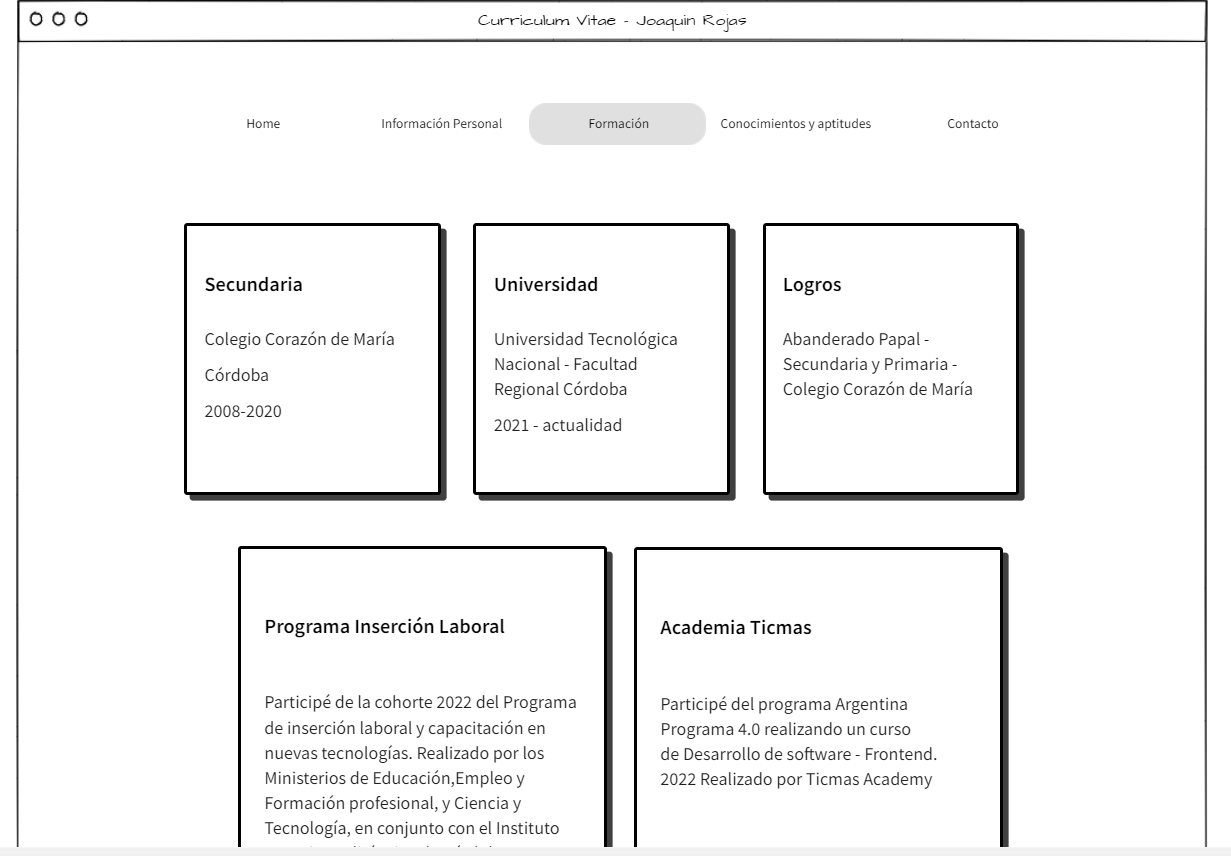 Curriculum Vitae - Joaquin Rojas
Home
Información Personal
Formación
Conocimientos y aptitudes
Contacto
Secundaria
Colegio Corazón de María
Córdoba
2008-2020
Universidad
Universidad Tecnológica
Nacional - Facultad
Regional Córdoba
2021 - actualidad
Logros
Abanderado Papal -
Secundaria y Primaria -
Colegio Corazón de María
Programa Inserción Laboral
Participé de la cohorte 2022 del Programa
de inserción laboral y capacitación en
nuevas tecnologías. Realizado por los
Ministerios de Educación,Empleo y
Formación profesional, y Ciencia y
Tecnología, en conjunto con el Instituto
Academia Ticmas
Participé del programa Argentina
Programa 4.0 realizando un curso
de Desarrollo de software - Frontend.
2022 Realizado por Ticmas Academy